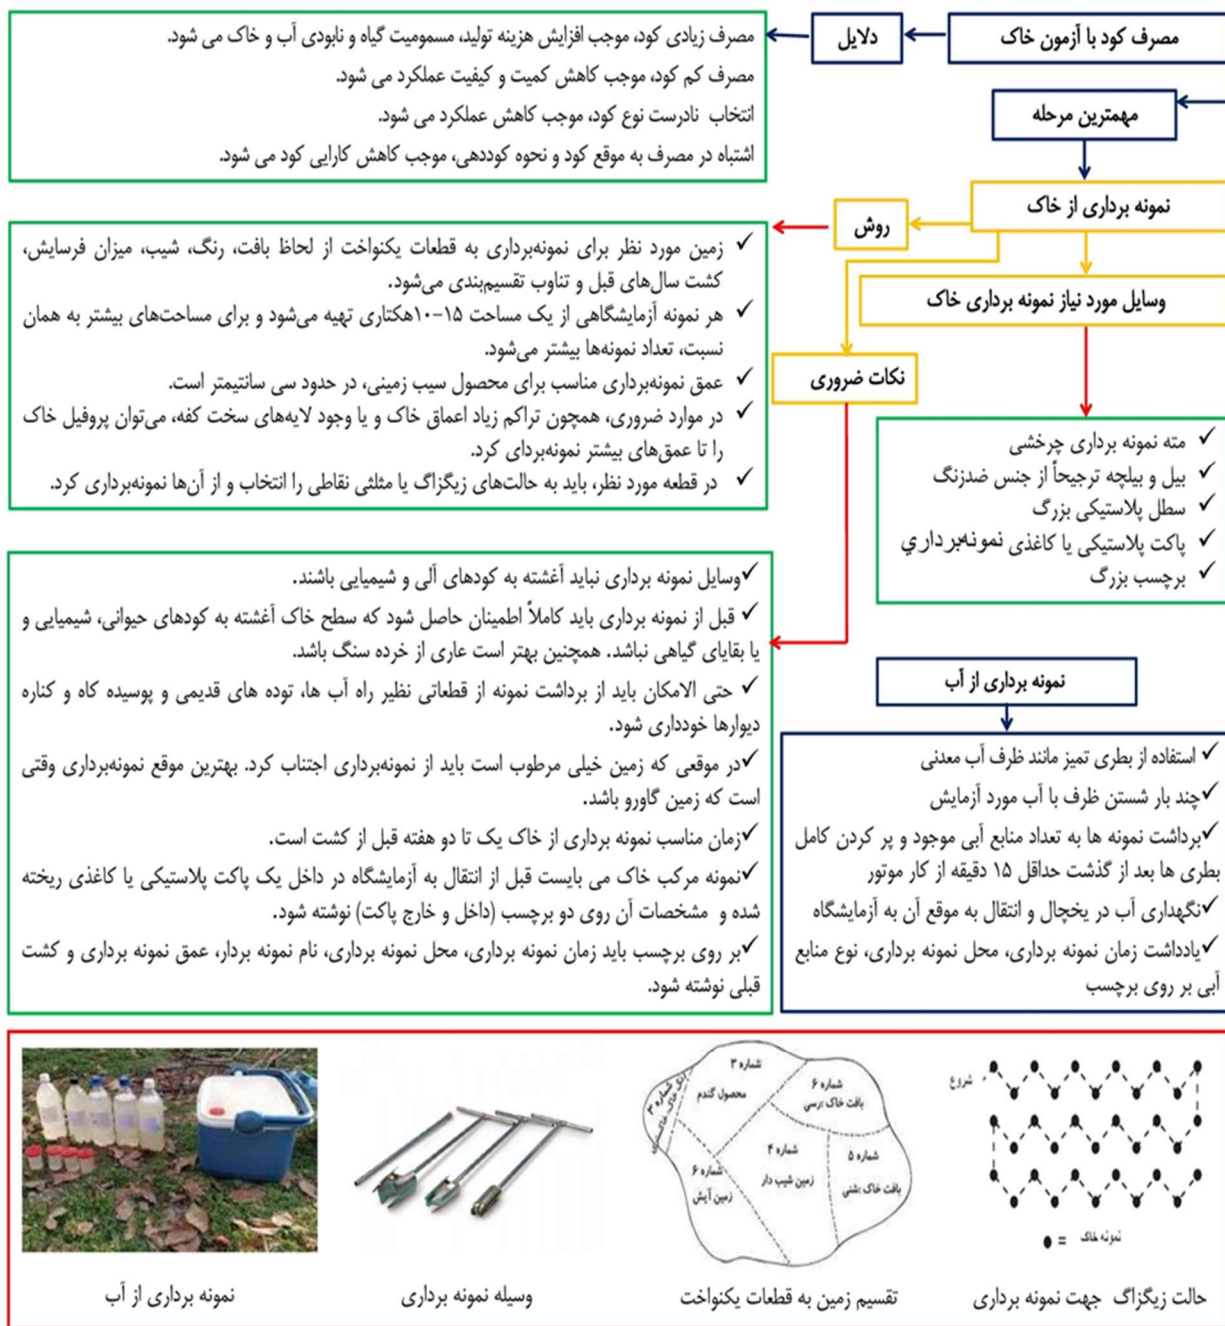 مصرف کود با آزمون خاک
دلایل
مصرف زیادی کود، موجب افزایش هزینه تولید، مسمومیت گیاه و نابودی آب و خاک می شود.
مصرف کم کود، موجب کاهش کمیت و کیفیت عملکرد می شود.
انتخاب نادرست نوع کود، موجب کاهش عملکرد می شود.
اشتباه در مصرف به موقع کود و نحوه کوددهی، موجب کاهش کارایی کود می شود.
مهمترین مرحله
نمونه برداری از خاک
روش
✓ زمین مورد نظر برای نمونه‌برداری به قطعات یکنواخت از لحاظ بافت، رنگ، شیب، میزان فرسایش،
کشت سال‌های قبل و تناوب تقسیم‌بندی می‌شود.
✓ هر نمونه آزمایشگاهی از یک مساحت ۱۵-۱۰هکتاری تهیه می‌شود و برای مساحت‌های بیشتر به همان
نسبت، تعداد نمونه‌ها بیشتر می‌شود.
✓ عمق نمونه‌برداری مناسب برای محصول سیب زمینی، در حدود سی سانتیمتر است.
✓ در موارد ضروری، همچون تراکم زیاد اعماق خاک و یا وجود لایه‌های سخت کفه، می‌توان پروفیل خاک
را تا عمق‌های بیشتر نمونه‌بردای کرد.
✓ در قطعه مورد نظر، باید به حالت‌های زیگزاگ یا مثلثی نقاطی را انتخاب و از آن‌ها نمونه‌برداری کرد.
وسایل مورد نیاز نمونه برداری خاک
✓ مته نمونه برداری چرخشی
✓ بیل و بیلچه ترجیحاً از جنس ضدزنگ
✓ سطل پلاستیکی بزرگ
✓ پاکت پلاستیکی یا کاغذی نمونه‌برداري
✓ برچسب بزرگ
نکات ضروری
✓وسایل نمونه برداری نباید آغشته به کودهای آلی و شیمیایی باشند.
✓ قبل از نمونه برداری باید کاملاً اطمینان حاصل شود که سطح خاک آغشته به کودهای حیوانی، شیمیایی و
یا بقایای گیاهی نباشد. همچنین بهتر است عاری از خرده سنگ باشد.
✓ حتی الامکان باید از برداشت نمونه از قطعاتی نظیر راه آب ها، توده های قدیمی و پوسیده کاه و کناره
دیوارها خودداری شود.
✓در موقعی که زمین خیلی مرطوب است باید از نمونه‌برداری اجتناب کرد. بهترین موقع نمونه‌برداری وقتی
است که زمین گاورو باشد.
✓زمان مناسب نمونه برداری از خاک یک تا دو هفته قبل از کشت است.
✓نمونه مرکب خاک می بایست قبل از انتقال به آزمایشگاه در داخل یک پاکت پلاستیکی یا کاغذی ریخته
شده و مشخصات آن روی دو برچسب (داخل و خارج پاکت) نوشته شود.
✓بر روی برچسب باید زمان نمونه برداری، محل نمونه برداری، نام نمونه بردار، عمق نمونه برداری و کشت
قبلی نوشته شود.
نمونه برداری از آب
✓ استفاده از بطری تمیز مانند ظرف آب معدنی
✓چند بار شستن ظرف با آب مورد آزمایش
✓برداشت نمونه ها به تعداد منابع آبی موجود و پر کردن کامل
بطری ها بعد از گذشت حداقل ۱۵ دقیقه از کار موتور
✓نگهداری آب در یخچال و انتقال به موقع آن به آزمایشگاه
✓یادداشت زمان نمونه برداری، محل نمونه برداری، نوع منابع
آبی بر روی برچسب
شروع
= نمونه خاک
حالت زیگزاگ جهت نمونه برداری
شماره ۳
محصول گندم
شماره ۶
بافت خاک :رسی
شماره ۴
زمین شیب دار
شماره ۵
بافت خاک :شنی
شماره ۶
زمین آیش
تقسیم زمین به قطعات یکنواخت
وسیله نمونه برداری
نمونه برداری از آب